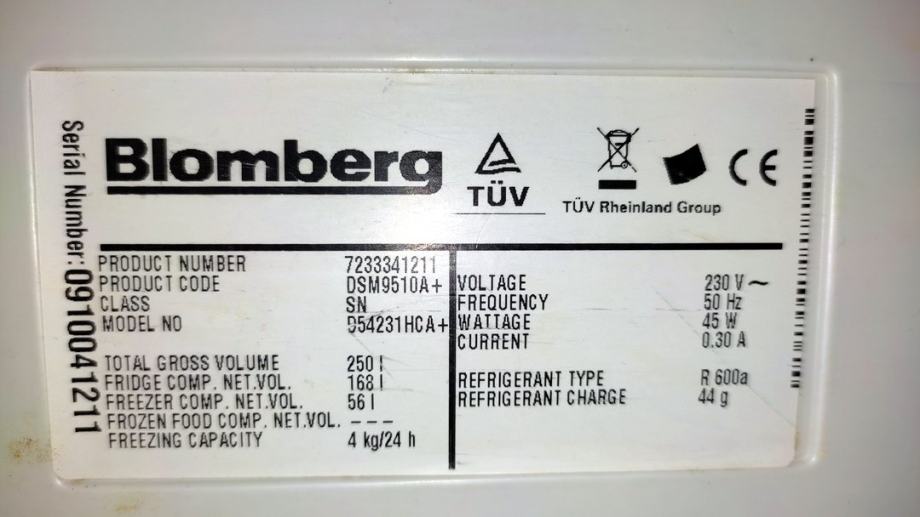 Serial Number: 0910041211
Blomberg
TÜV
TÜV Rheinland Group
CE
PRODUCT NUMBER 7233341211
PRODUCT CODE DSM9510A+
CLASS SN
MODEL NO D54231HCA+
TOTAL GROSS VOLUME 250 l
FRIDGE COMP. NET.VOL. 168 l
FREEZER COMP. NET.VOL. 56 l
FROZEN FOOD COMP. NET.VOL. ---
FREEZING CAPACITY 4 kg/24 h
VOLTAGE 230 V ~
FREQUENCY 50 Hz
WATTAGE 45 W
CURRENT 0.30 A
REFRIGERANT TYPE R 600a
REFRIGERANT CHARGE 44 g